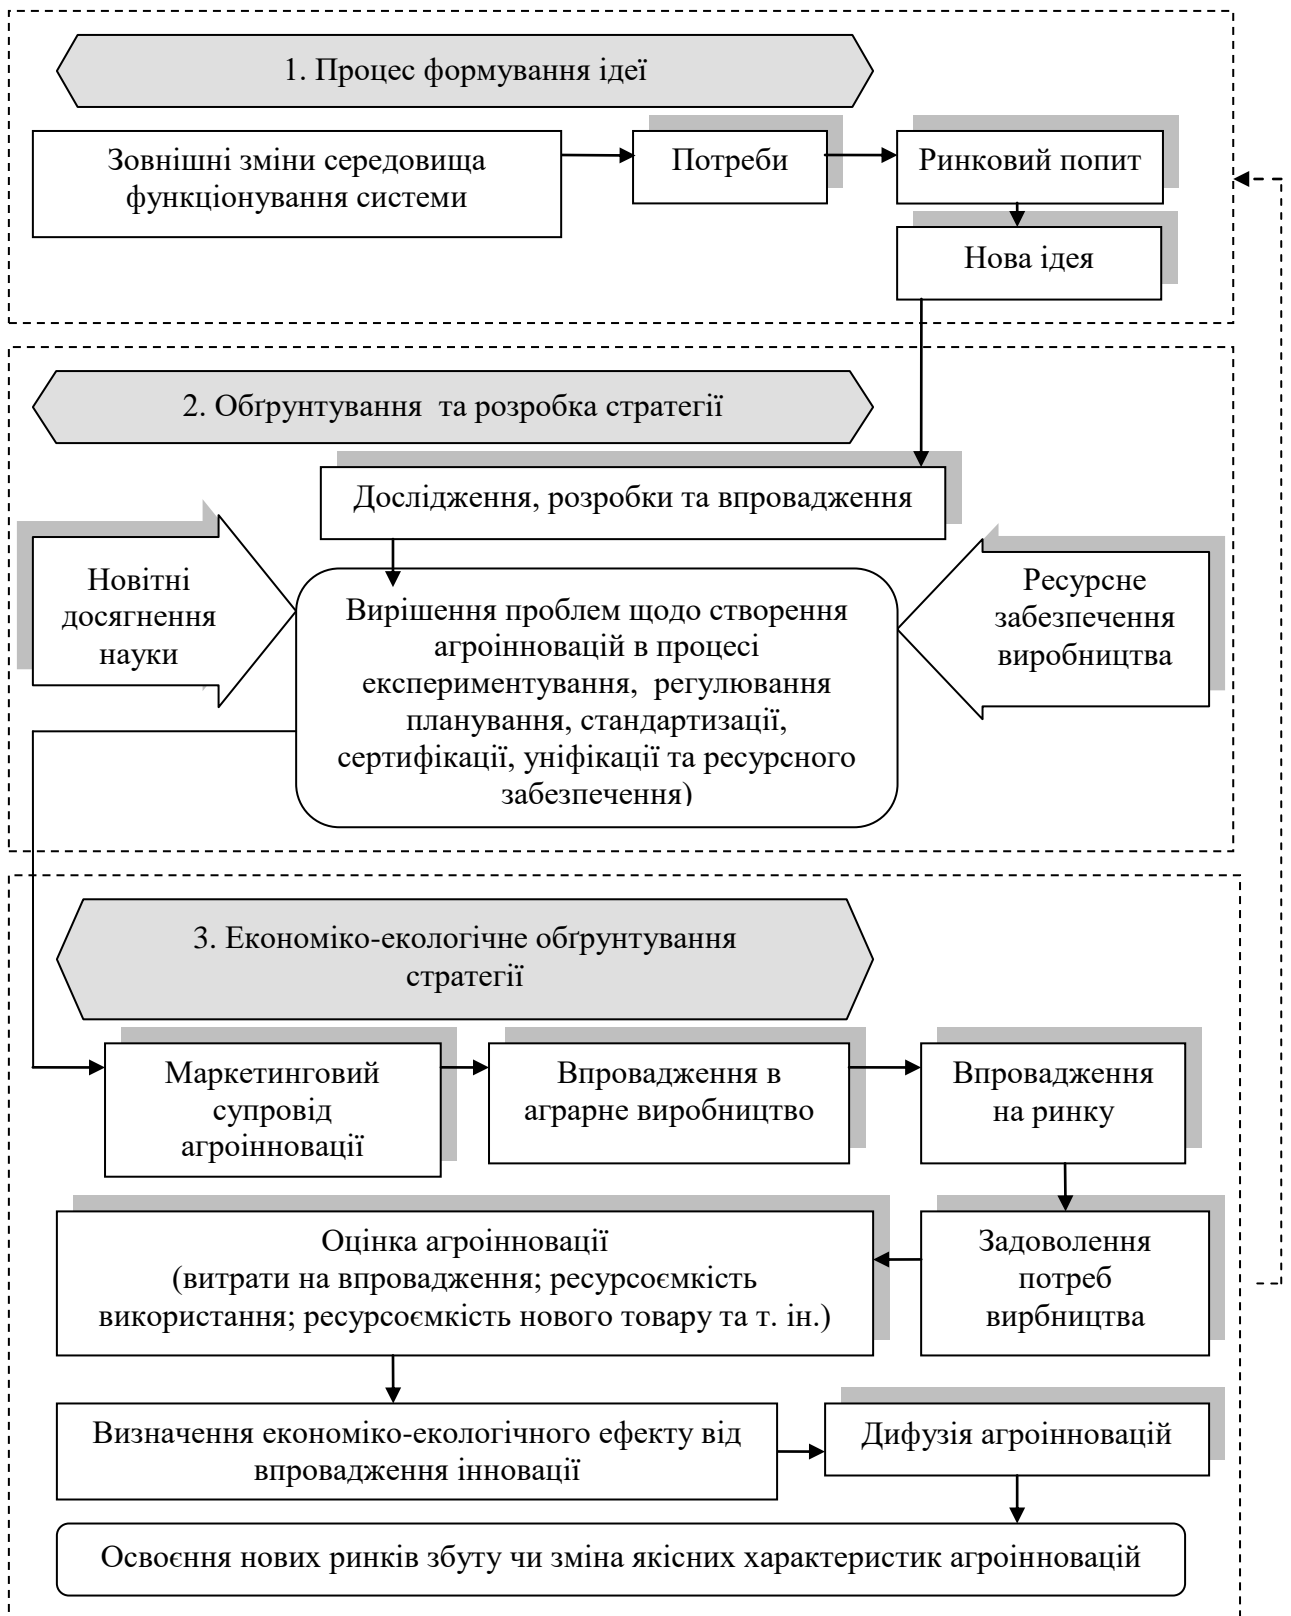 1. Процес формування ідеї
Зовнішні зміни середовища
функціонування системи
Потреби
Ринковий попит
Нова ідея
2. Обґрунтування та розробка стратегії
Дослідження, розробки та впровадження
Новітні
досягнення
науки
Вирішення проблем щодо створення
агроінновацій в процесі
експериментування, регулювання
планування, стандартизації,
сертифікації, уніфікації та ресурсного
забезпечення)
Ресурсне
забезпечення
виробництва
3. Економіко-екологічне обґрунтування
стратегії
Маркетинговий
супровід
агроінновації
Впровадження в
аграрне виробництво
Впровадження
на ринку
Оцінка агроінновації
(витрати на впровадження; ресурсоємкість
використання; ресурсоємкість нового товару та т. ін.)
Задоволення
потреб
вирбництва
Визначення економіко-екологічного ефекту від
впровадження інновації
Дифузія агроінновацій
Освоєння нових ринків збуту чи зміна якісних характеристик агроінновацій